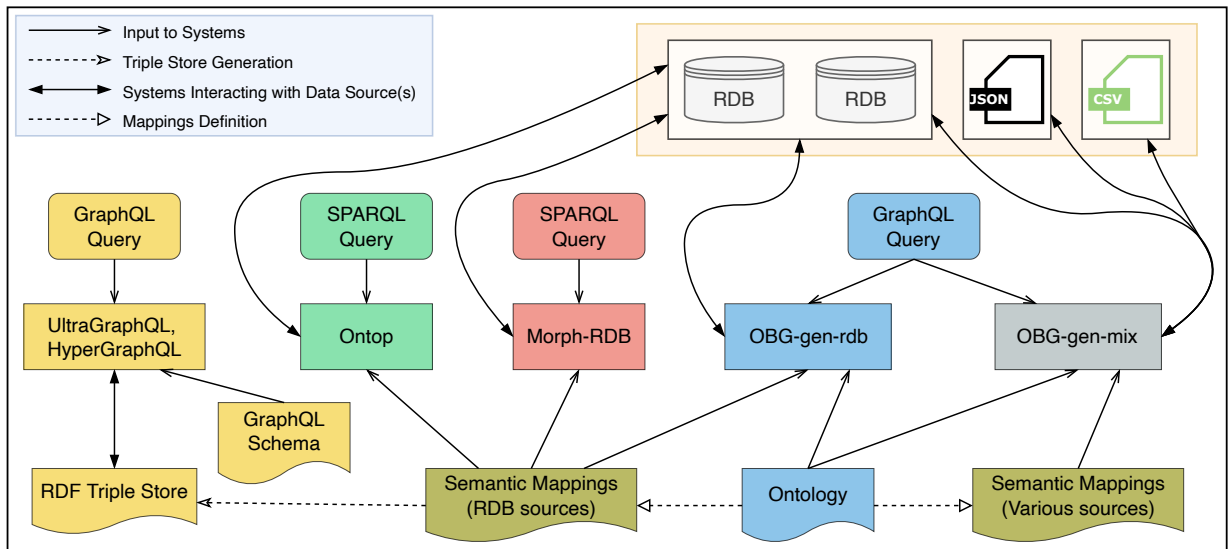 Input to Systems
Triple Store Generation
Systems Interacting with Data Source(s)
Mappings Definition
RDB
RDB
JSON
CSV
GraphQL
Query
SPARQL
Query
SPARQL
Query
GraphQL
Query
UltraGraphQL,
HyperGraphQL
Ontop
Morph-RDB
OBG-gen-rdb
OBG-gen-mix
GraphQL
Schema
RDF Triple Store
Semantic Mappings
(RDB sources)
Ontology
Semantic Mappings
(Various sources)